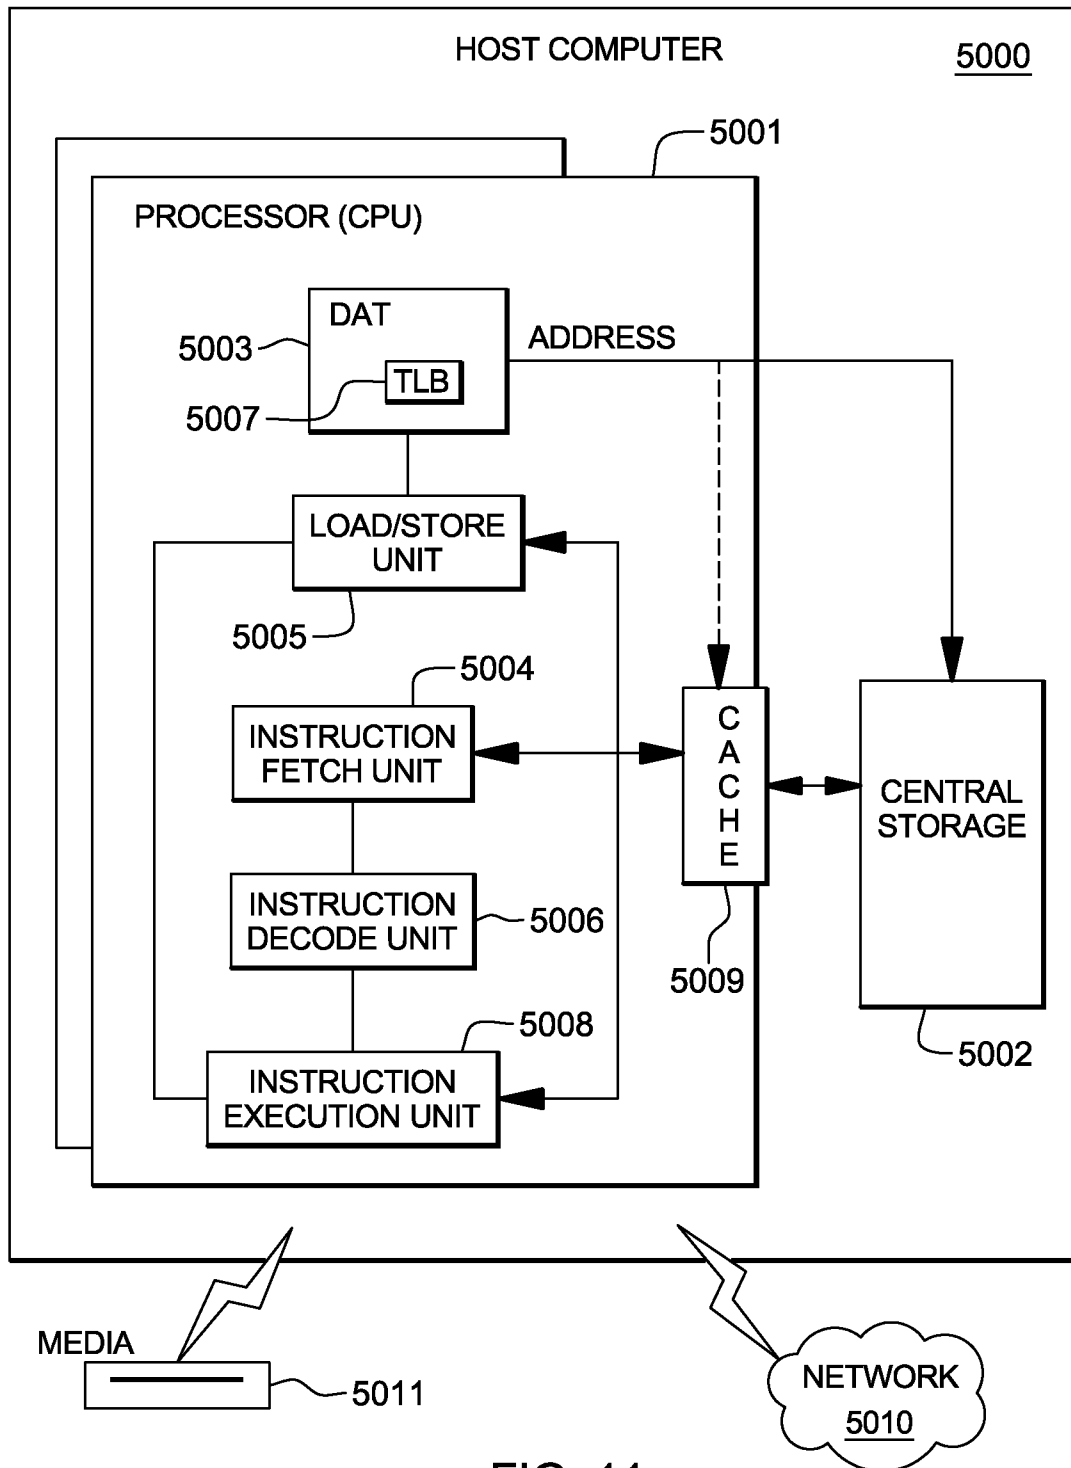 HOST COMPUTER
5000
5001
PROCESSOR (CPU)
DAT
5003
ADDRESS
TLB
5007
LOAD/STORE
UNIT
5005
5004
INSTRUCTION
FETCH UNIT
CACHE
CENTRAL
STORAGE
INSTRUCTION
DECODE UNIT
5006
5009
5008
5002
INSTRUCTION
EXECUTION UNIT
MEDIA
5011
NETWORK
5010